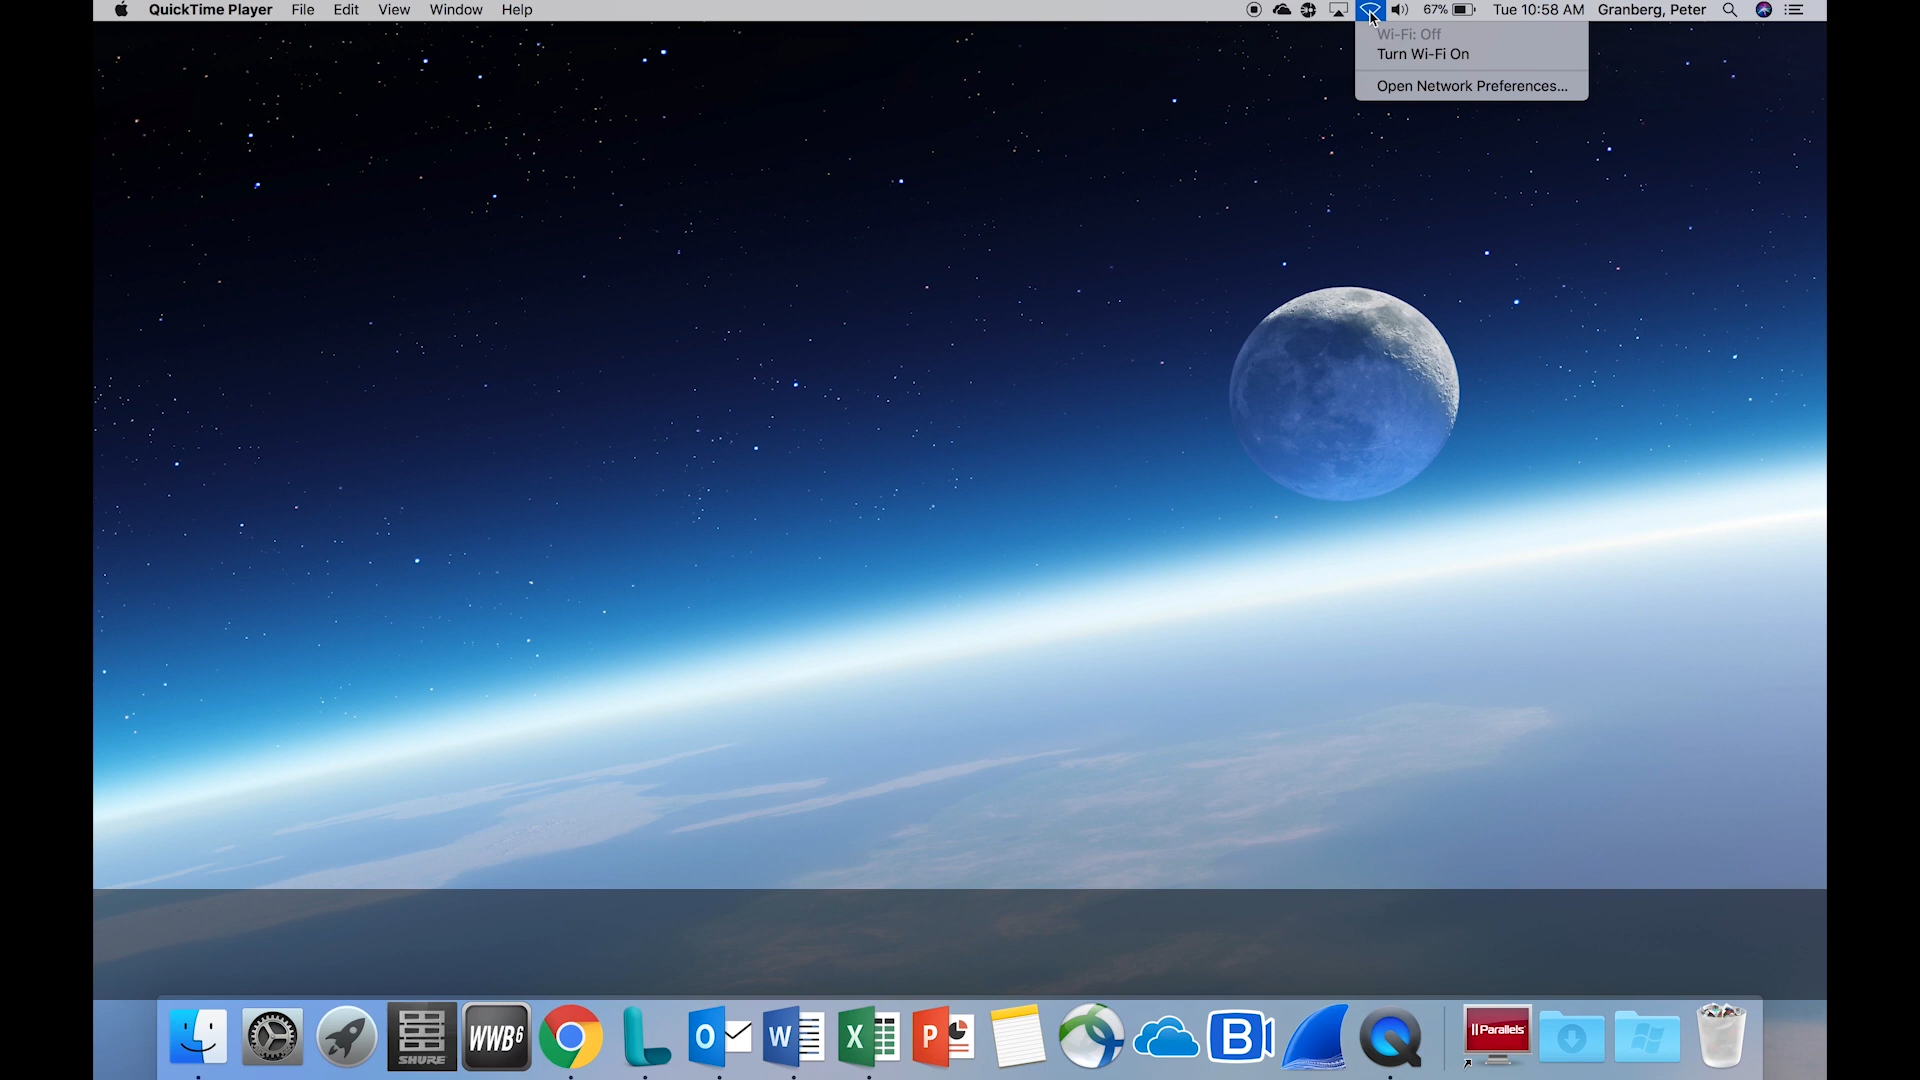 QuickTime Player File Edit View Window Help 67% Tue 10:58 AM Granberg, Peter
Wi-Fi: Off
Turn Wi-Fi On
Open Network Preferences...
SHURE
WWB6
O
W
X
P
B
Parallels